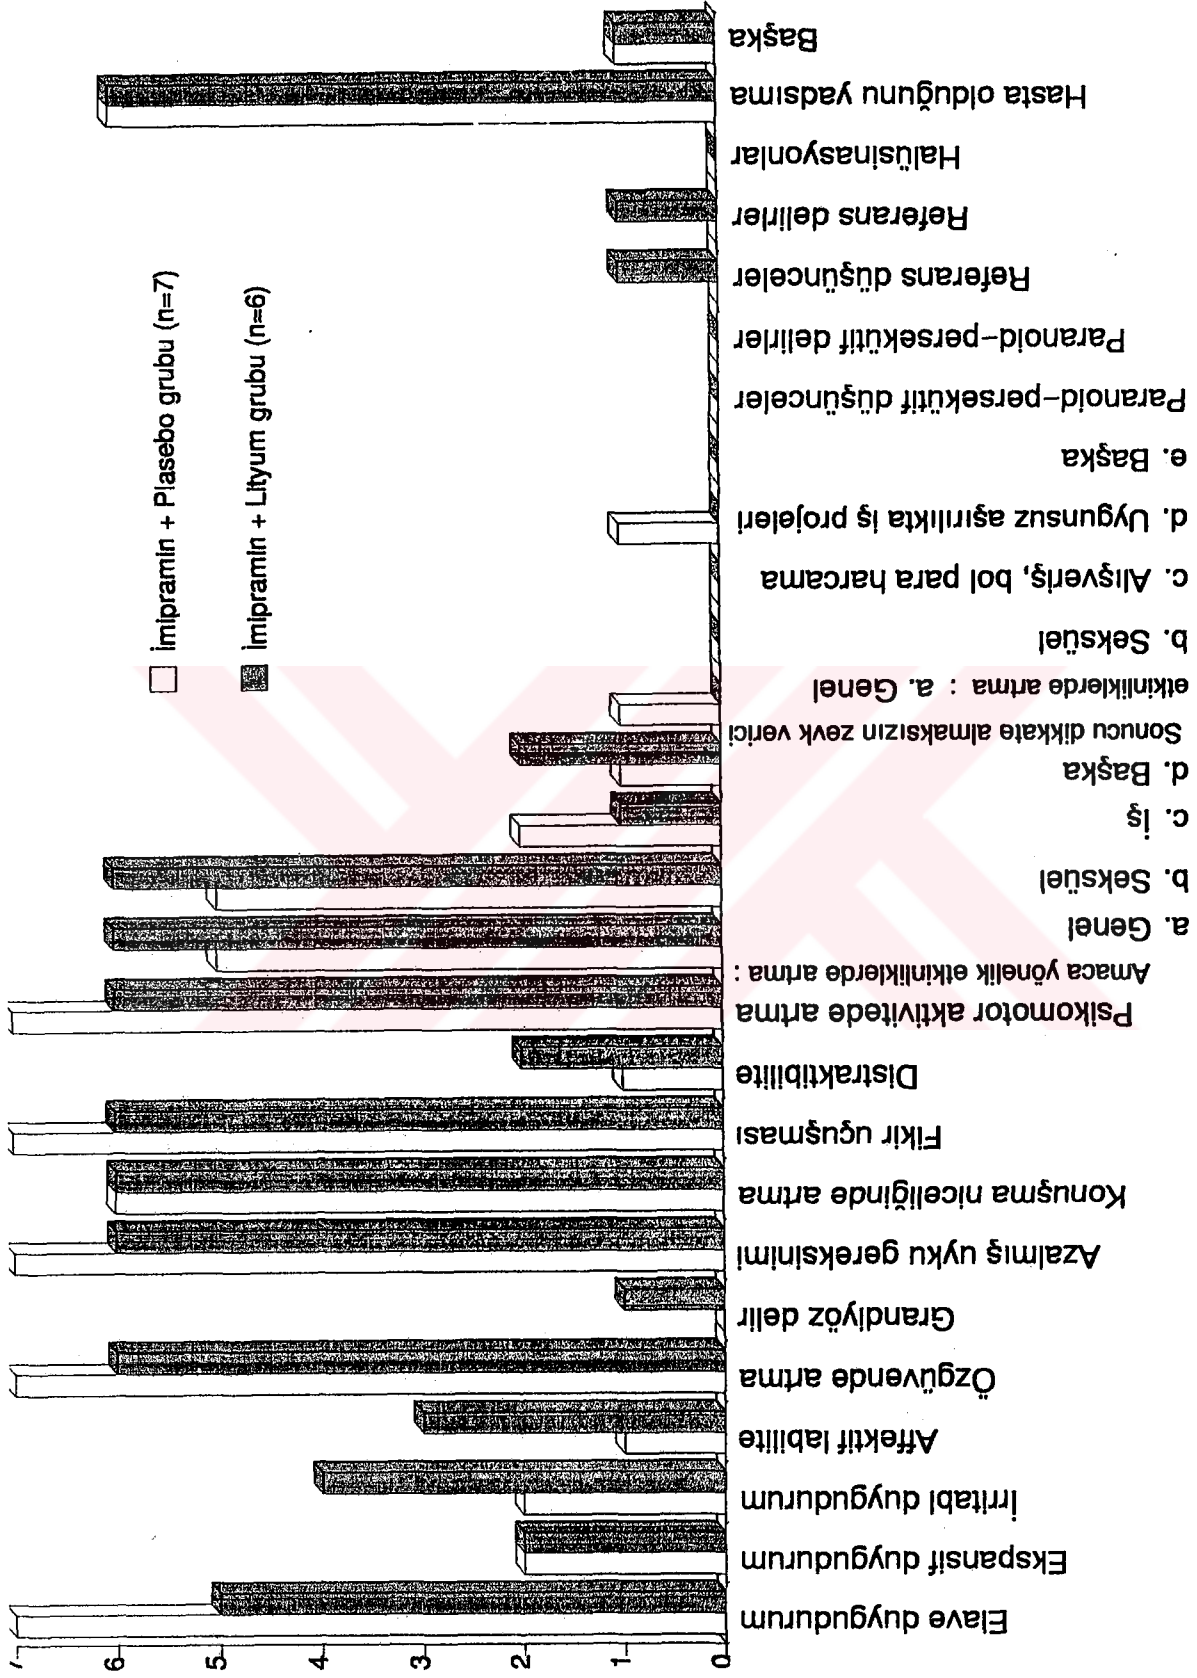 İmipramin + Plasebo grubu (n=7)
İmipramin + Lityum grubu (n=6)
7
6
5
4
3
2
1
0
Elave duygudurum
Ekspansif duygudurum
İrritabl duygudurum
Affektif labilite
Özgüvende artma
Grandiyöz delir
Azalmış uyku gereksinimi
Konuşma niceliğinde artma
Fikir uçuşması
Distraktibilite
Psikomotor aktivitede artma
Amaca yönelik etkinliklerde artma :
a. Genel
b. Seksüel
c. İş
d. Başka
Sonucu dikkate almaksızın zevk verici
etkinliklerde artma : a. Genel
b. Seksüel
c. Alışveriş, bol para harcama
d. Uygunsuz aşırılıkta iş projeleri
e. Başka
Paranoid-persekütif düşünceler
Paranoid-persekütif delirler
Referans düşünceler
Referans delirler
Halüsinasyonlar
Hasta olduğunu yadsıma
Başka